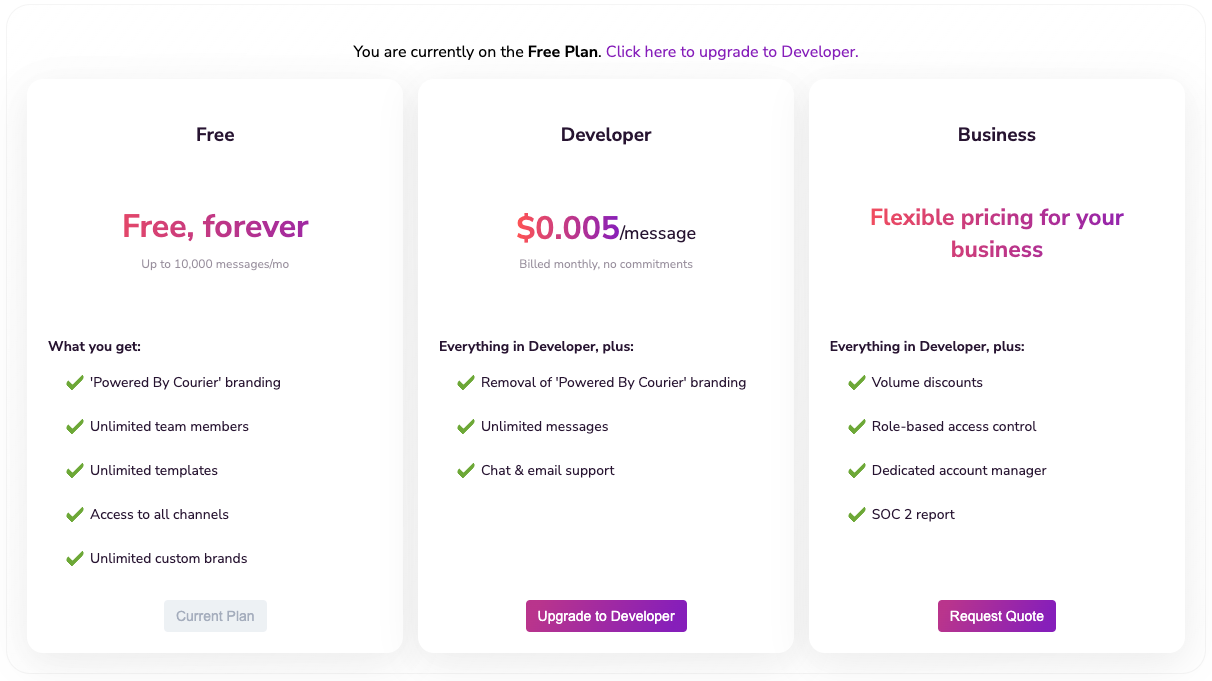 You are currently on the Free Plan. Click here to upgrade to Developer.
Free
Free, forever
Up to 10,000 messages/mo
What you get:
'Powered By Courier' branding
Unlimited team members
Unlimited templates
Access to all channels
Unlimited custom brands
Current Plan
Developer
$0.005/message
Billed monthly, no commitments
Everything in Developer, plus:
Removal of 'Powered By Courier' branding
Unlimited messages
Chat & email support
Upgrade to Developer
Business
Flexible pricing for your
business
Everything in Developer, plus:
Volume discounts
Role-based access control
Dedicated account manager
SOC 2 report
Request Quote